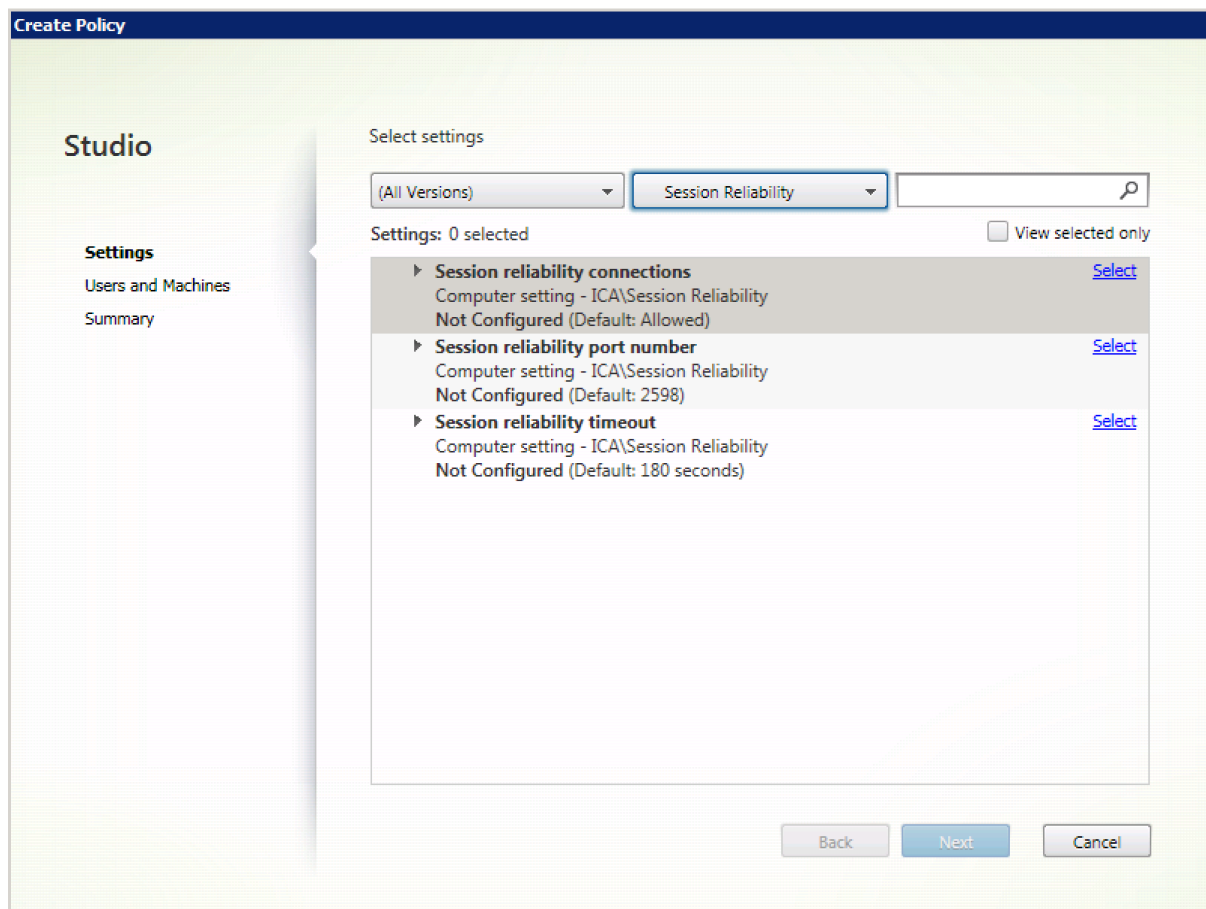 Create Policy
Studio
Settings
Users and Machines
Summary
Select settings
(All Versions)
Session Reliability
Settings: 0 selected
View selected only
Session reliability connections
Select
Computer setting - ICA\Session Reliability
Not Configured (Default: Allowed)
Session reliability port number
Select
Computer setting - ICA\Session Reliability
Not Configured (Default: 2598)
Session reliability timeout
Select
Computer setting - ICA\Session Reliability
Not Configured (Default: 180 seconds)
Back
Next
Cancel